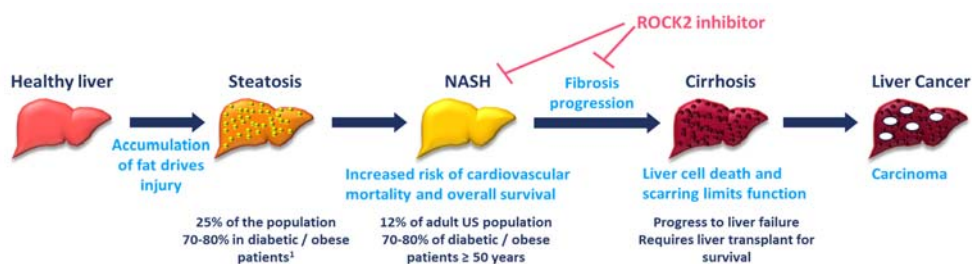 ROCK2 inhibitor
Healthy liver
Steatosis
NASH
Fibrosis
progression
Cirrhosis
Liver Cancer
Accumulation
of fat drives
injury
Increased risk of cardiovascular
mortality and overall survival
Liver cell death and
scarring limits function
Carcinoma
25% of the population
70-80% in diabetic / obese
patients¹
12% of adult US population
70-80% of diabetic / obese
patients ≥ 50 years
Progress to liver failure
Requires liver transplant for
survival